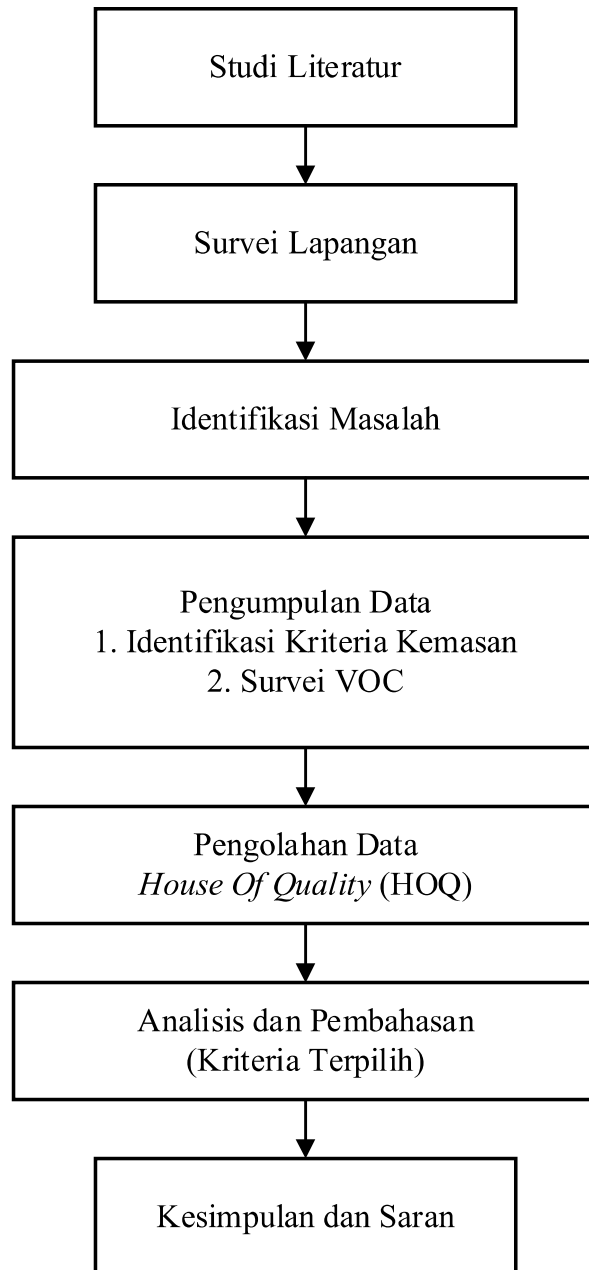 Studi Literatur
Survei Lapangan
Identifikasi Masalah
Pengumpulan Data
1. Identifikasi Kriteria Kemasan
2. Survei VOC
Pengolahan Data
House Of Quality (HOQ)
Analisis dan Pembahasan
(Kriteria Terpilih)
Kesimpulan dan Saran